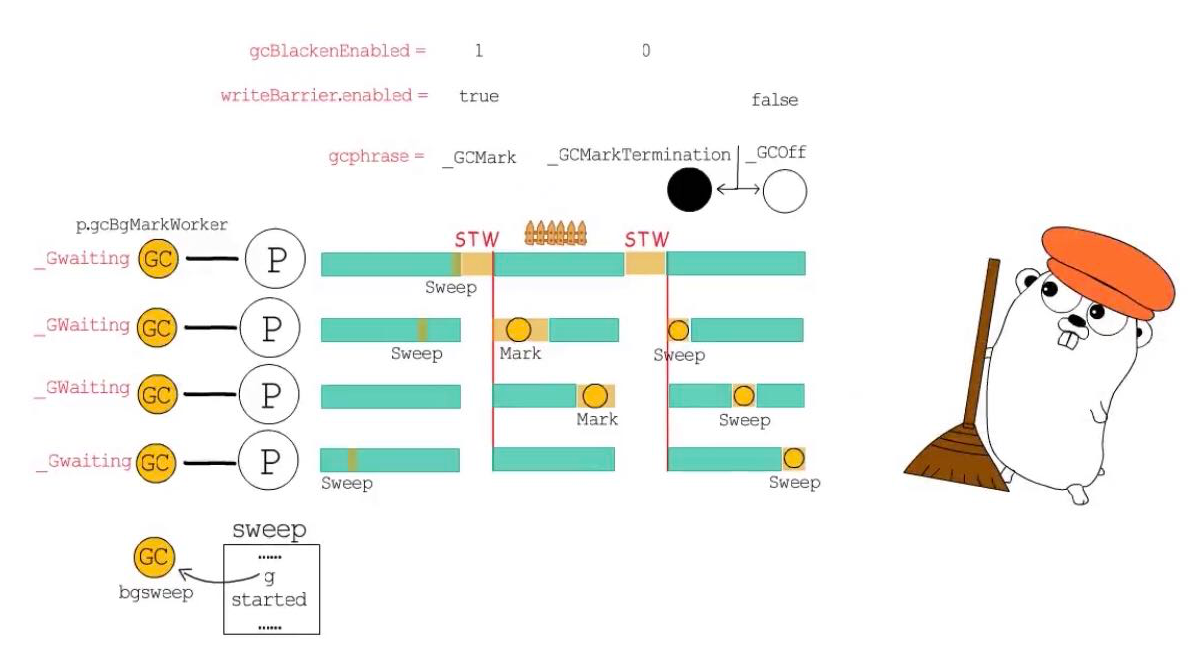 gcBlackenEnabled = 1 0
writeBarrier.enabled = true false
gcphrase = _GCMark _GCMarkTermination _GCOff
p.gcBgMarkWorker
STW STW
_Gwaiting GC P
Sweep
_GWaiting GC P
Sweep Mark Sweep
_GWaiting GC P
Mark Sweep
_Gwaiting GC P
Sweep Sweep
sweep
......
GC g
bgsweep started
......